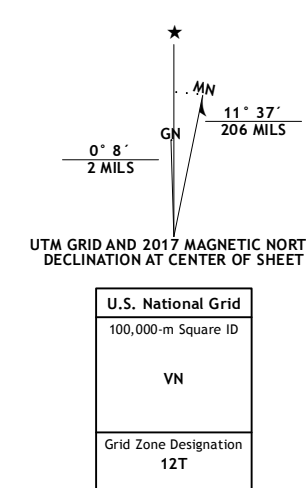 ★
MN
11° 37´
206 MILS
GN
0° 8´
2 MILS
UTM GRID AND 2017 MAGNETIC NORT
DECLINATION AT CENTER OF SHEET
U.S. National Grid
100,000-m Square ID
VN
Grid Zone Designation
12T